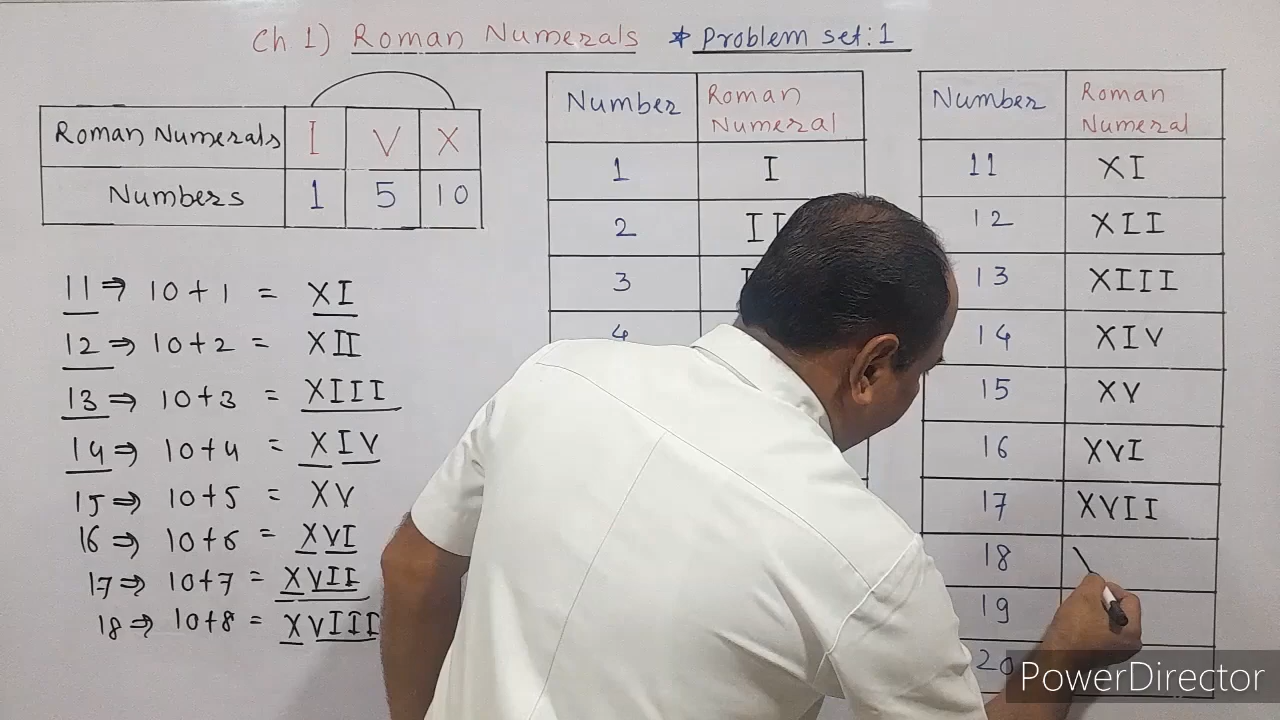 Ch 1) Roman Numerals * Problem set: 1
Roman Numerals I V X
Numbers 1 5 10
11 ⇒ 10 + 1 = XI
12 ⇒ 10 + 2 = XII
13 ⇒ 10 + 3 = XIII
14 ⇒ 10 + 4 = XIV
15 ⇒ 10 + 5 = XV
16 ⇒ 10 + 6 = XVI
17 ⇒ 10 + 7 = XVII
18 ⇒ 10 + 8 = XVIII
Number Roman
Numeral
1 I
2 II
3
4
Number Roman
Numeral
11 XI
12 XII
13 XIII
14 XIV
15 XV
16 XVI
17 XVII
18
19
20
PowerDirector